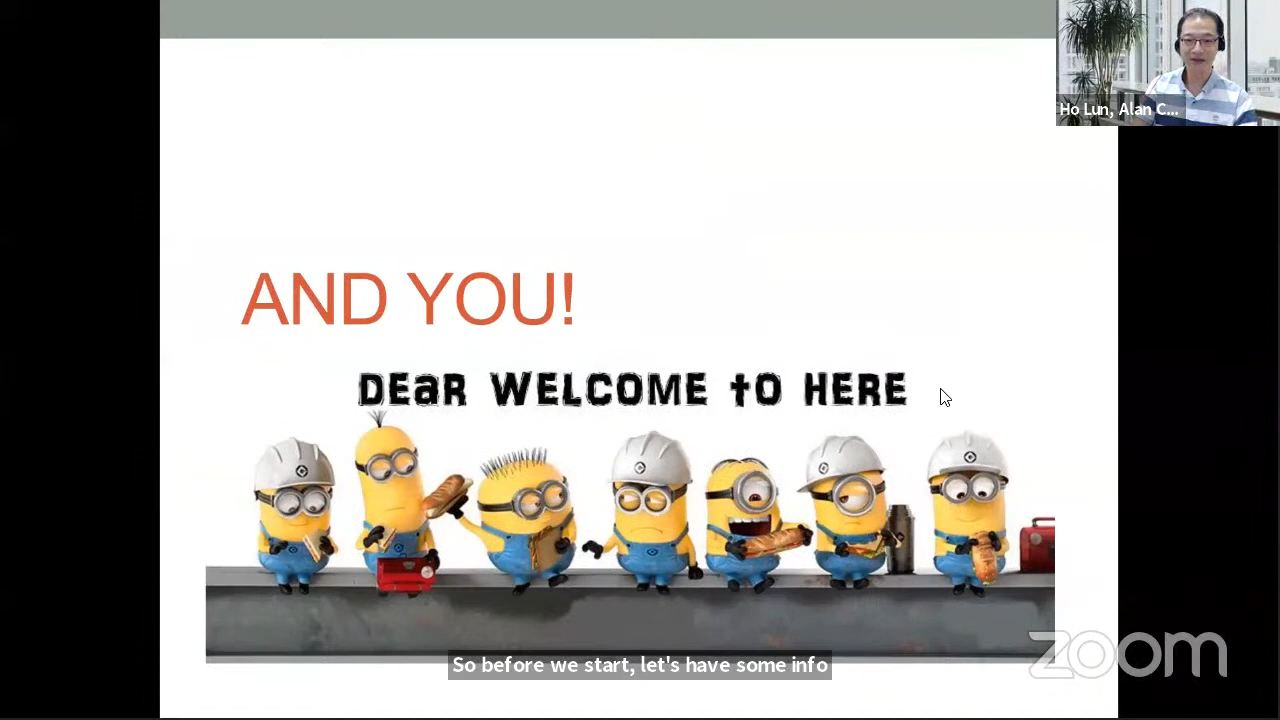 Ho Lun, Alan C...
AND YOU!
DEaR WELCOME tO HERE
So before we start, let's have some info
zoom